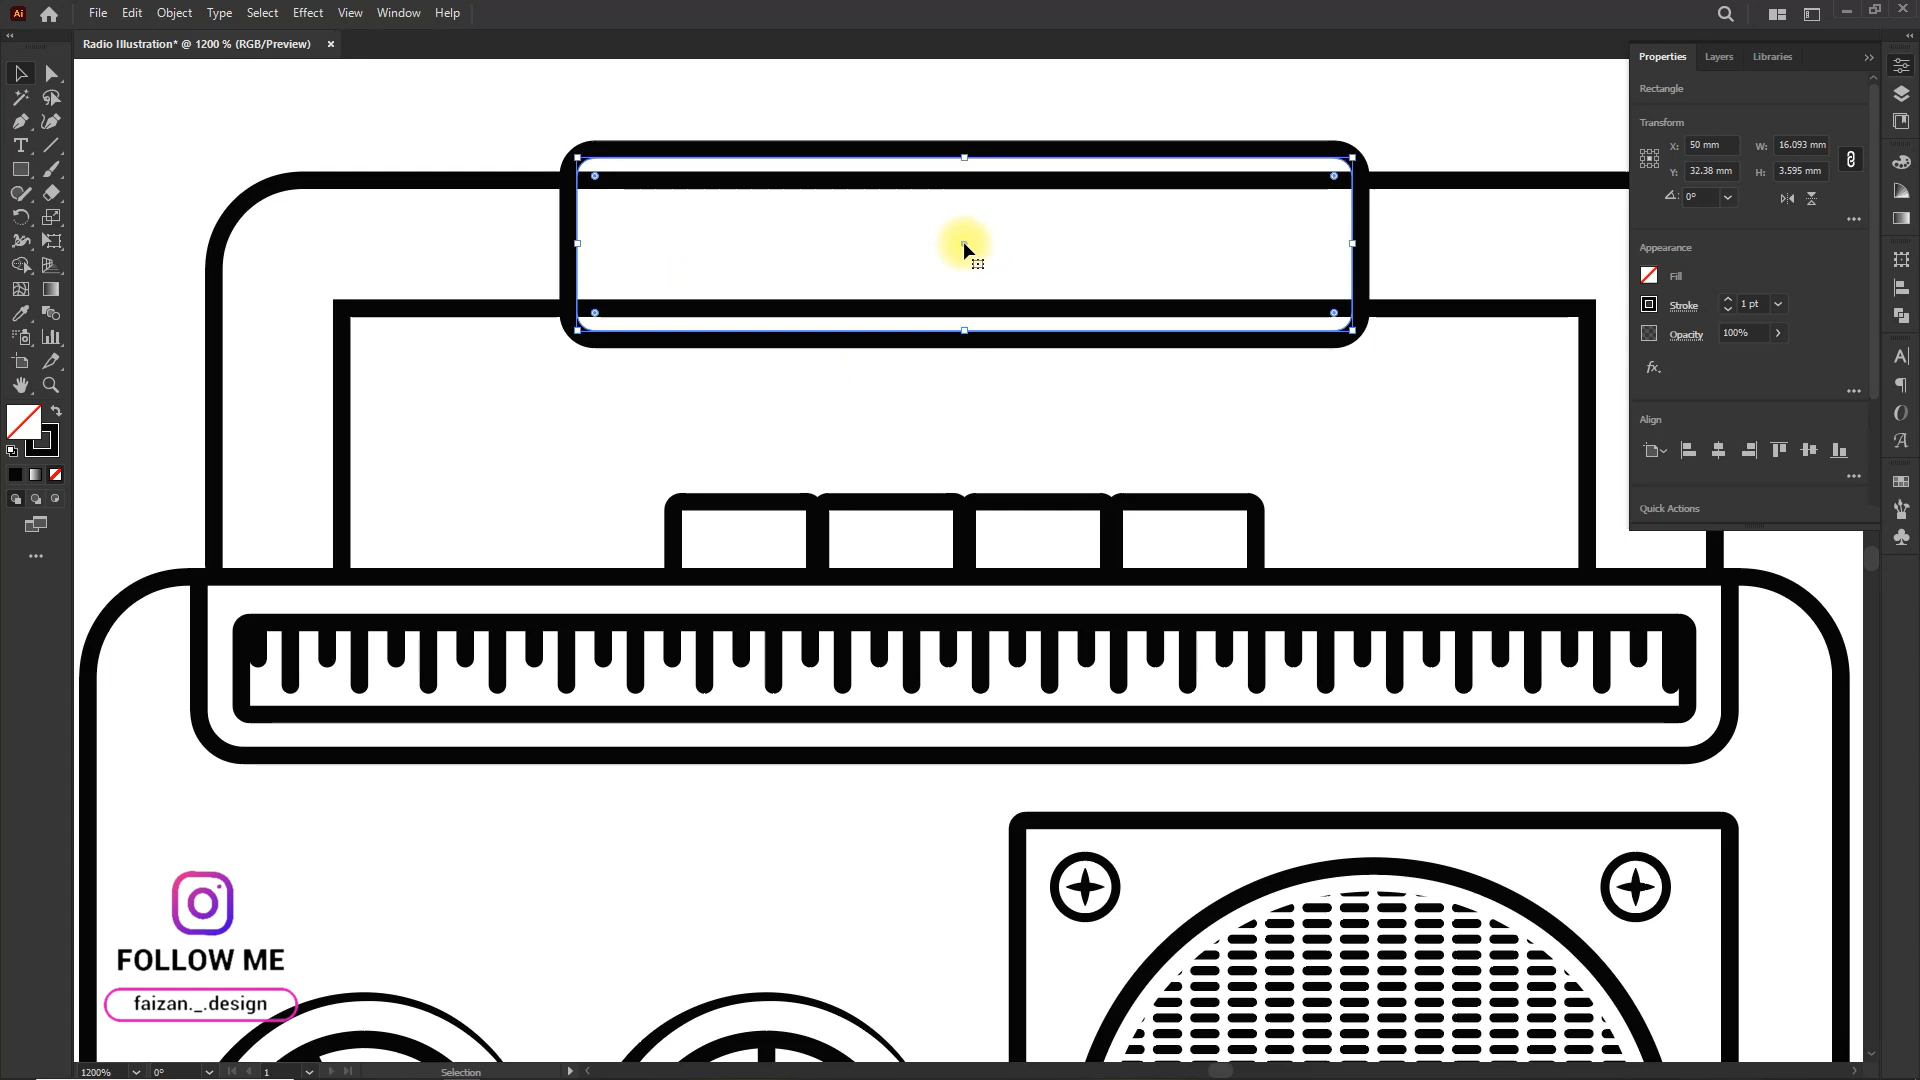 Ai File Edit Object Type Select Effect View Window Help
Radio Illustration* @ 1200 % (RGB/Preview) ×
Properties Layers Libraries
Rectangle
Transform
X: 50 mm W: 16.093 mm
Y: 32.38 mm H: 3.595 mm
0°
Appearance
Fill
Stroke 1 pt
Opacity 100%
fx.
Align
Quick Actions
FOLLOW ME
faizan._.design
1200% 0° 1 Selection